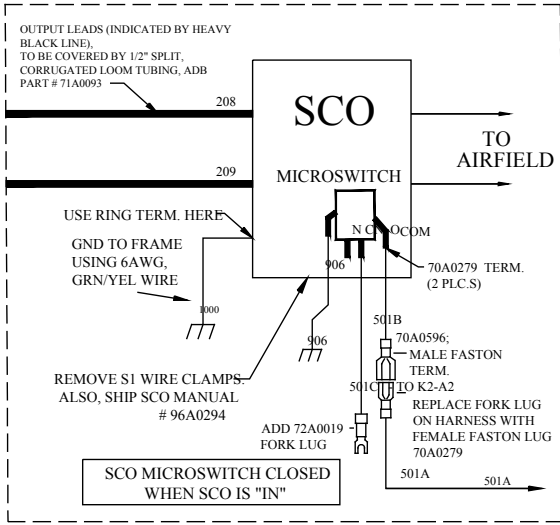 OUTPUT LEADS (INDICATED BY HEAVY
BLACK LINE),
TO BE COVERED BY 1/2" SPLIT,
CORRUGATED LOOM TUBING, ADB
PART # 71A0093
208
SCO
TO
AIRFIELD
209
MICROSWITCH
USE RING TERM. HERE
N C N O COM
GND TO FRAME
USING 6AWG,
GRN/YEL WIRE
906
70A0279 TERM.
(2 PLC.S)
1000
501B
906
70A0596;
MALE FASTON
TERM.
REMOVE S1 WIRE CLAMPS.
ALSO, SHIP SCO MANUAL
# 96A0294
501C TO K2-A2
REPLACE FORK LUG
ON HARNESS WITH
FEMALE FASTON LUG
70A0279
ADD 72A0019
FORK LUG
SCO MICROSWITCH CLOSED
WHEN SCO IS "IN"
501A
501A